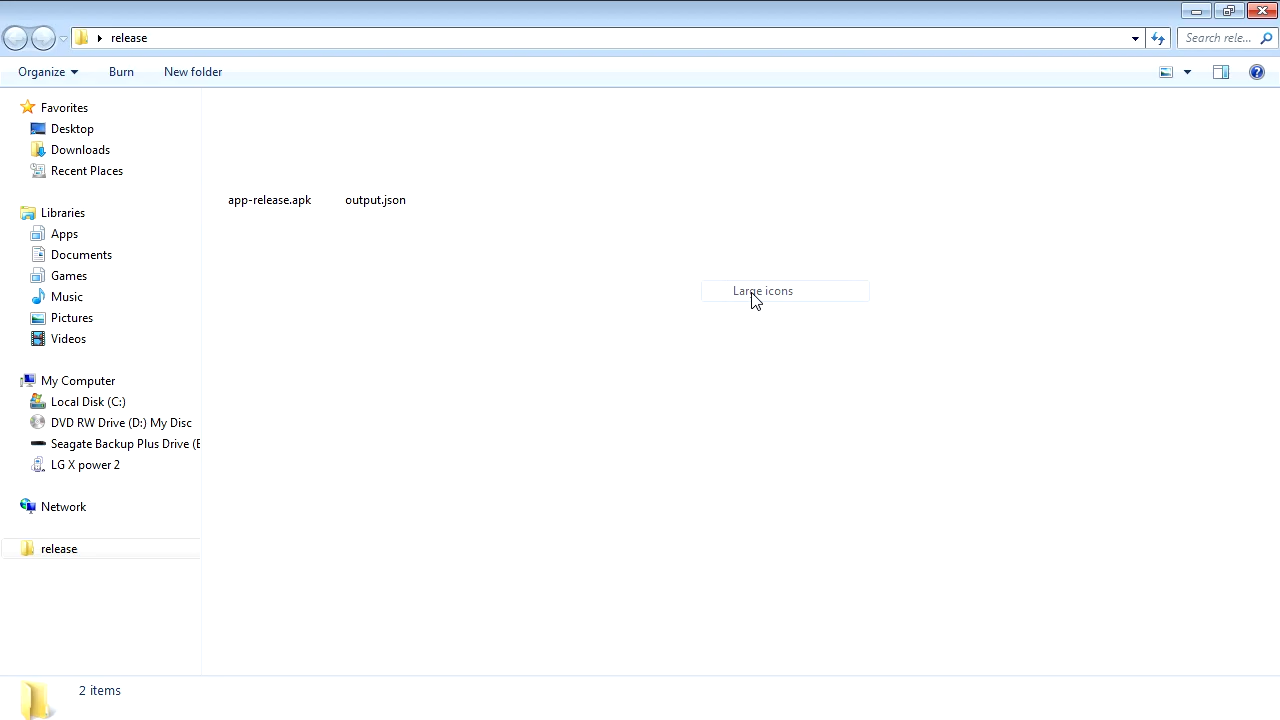 release
Search rele...
Organize
Burn
New folder
Favorites
Desktop
Downloads
Recent Places
Libraries
Apps
Documents
Games
Music
Pictures
Videos
My Computer
Local Disk (C:)
DVD RW Drive (D:) My Disc
Seagate Backup Plus Drive (E
LG X power 2
Network
release
app-release.apk
output.json
Large icons
2 items